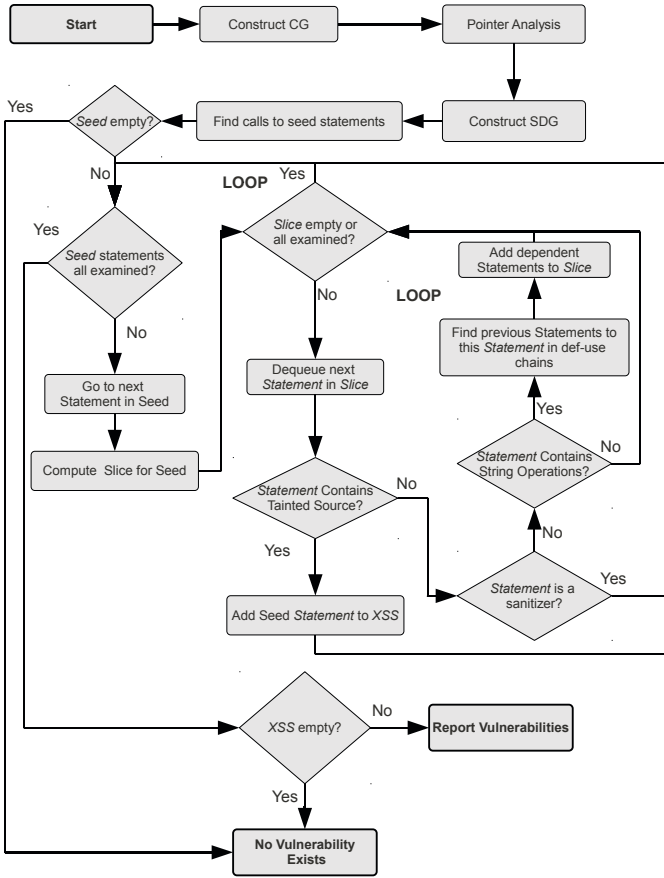 Start
Construct CG
Pointer Analysis
Construct SDG
Find calls to seed statements
Seed empty?
Yes
No
Seed statements
all examined?
Yes
No
Go to next
Statement in Seed
Compute Slice for Seed
LOOP
Yes
Slice empty or
all examined?
No
Dequeue next
Statement in Slice
Statement Contains
Tainted Source?
No
Yes
Add Seed Statement to XSS
LOOP
Add dependent
Statements to Slice
Find previous Statements to
this Statement in def-use
chains
Yes
Statement Contains
String Operations?
No
No
Statement is a
sanitizer?
Yes
XSS empty?
No
Report Vulnerabilities
Yes
No Vulnerability
Exists